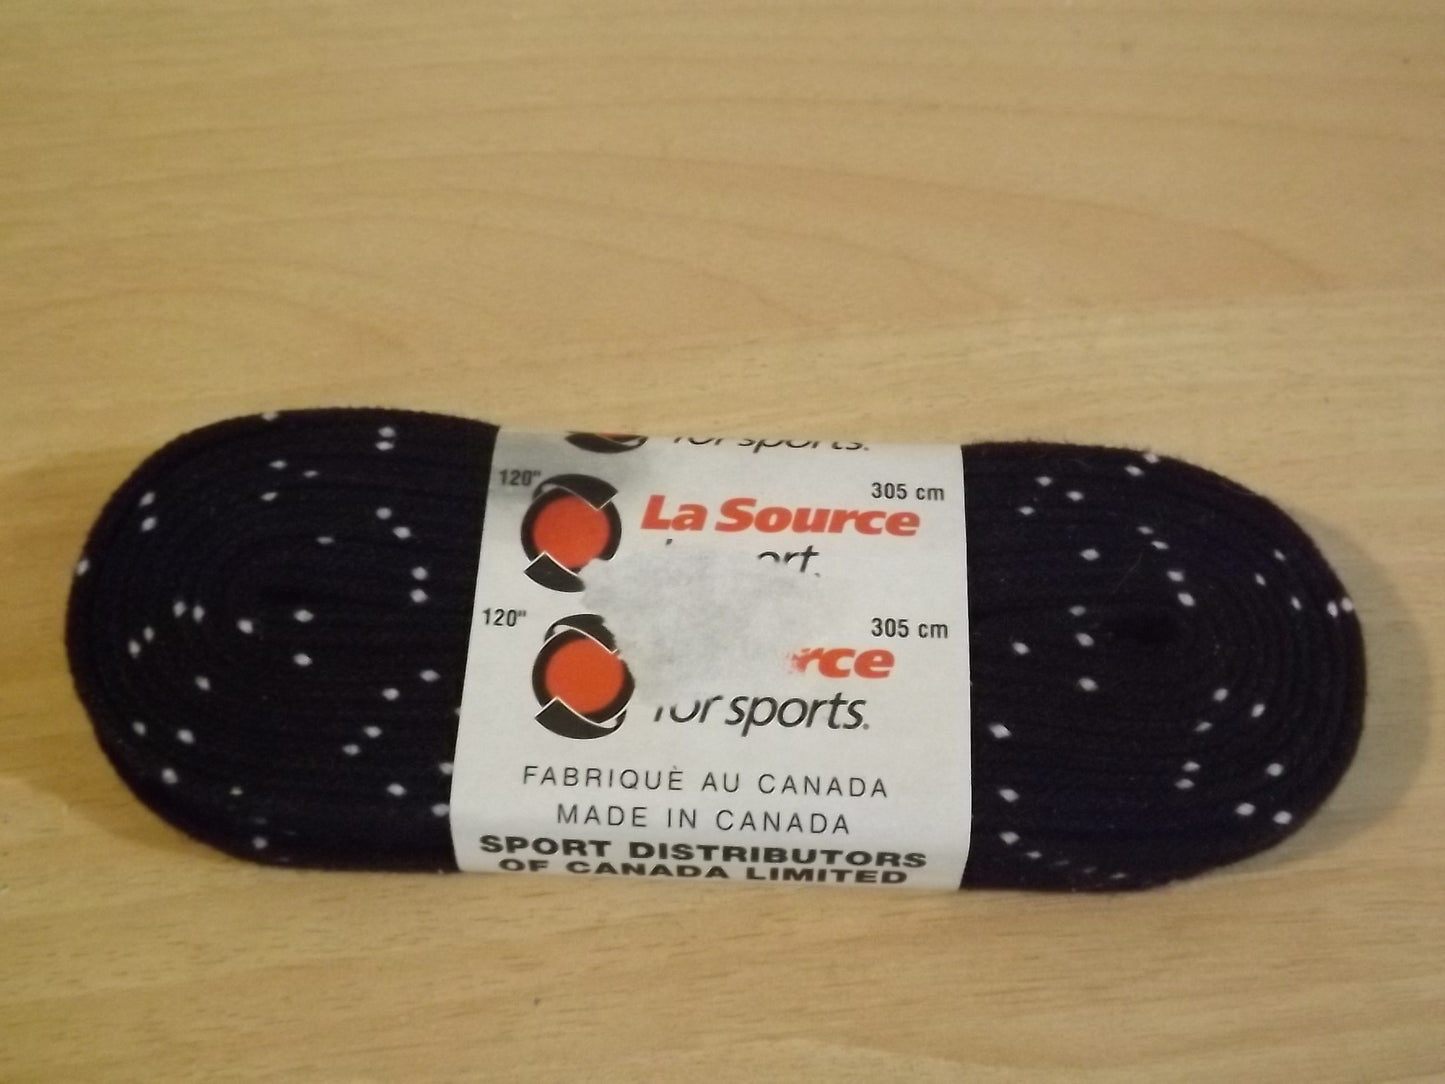 for sports.
120" 305 cm
La Source
120" 305 cm
for sports.
FABRIQUÈ AU CANADA
MADE IN CANADA
SPORT DISTRIBUTORS
OF CANADA LIMITED